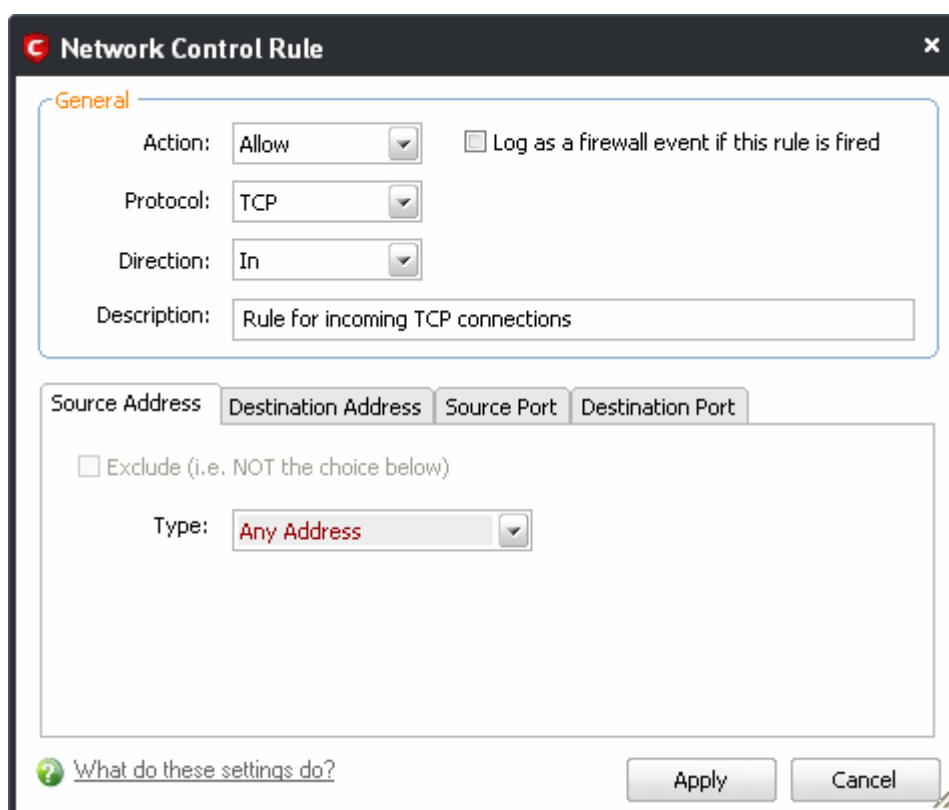 Network Control Rule
General
Action: Allow
Log as a firewall event if this rule is fired
Protocol: TCP
Direction: In
Description: Rule for incoming TCP connections
Source Address Destination Address Source Port Destination Port
Exclude (i.e. NOT the choice below)
Type: Any Address
What do these settings do?
Apply Cancel